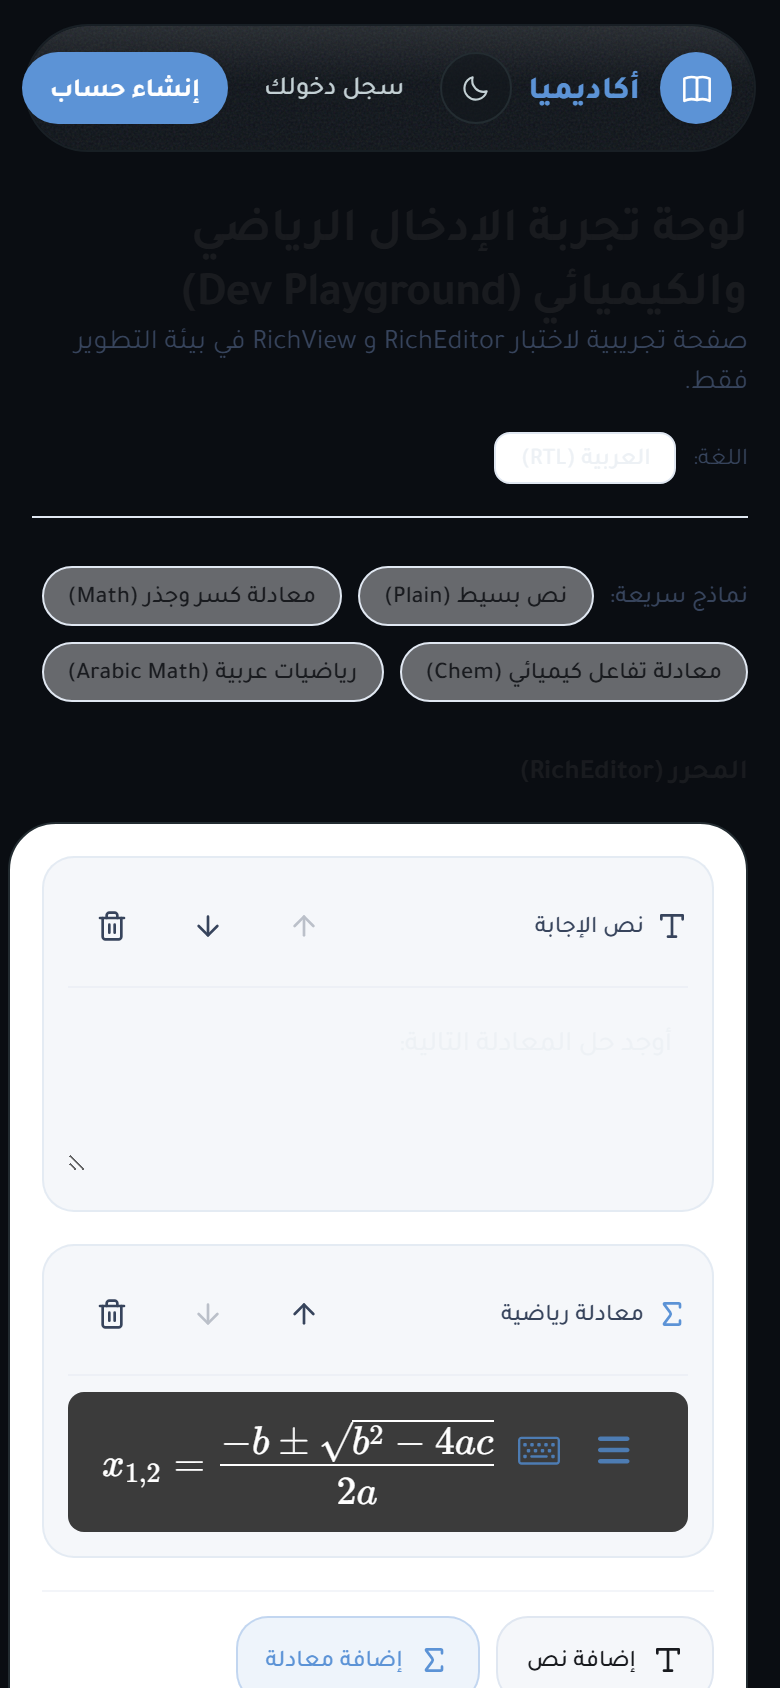 أكاديميا
سجل دخولك
إنشاء حساب
لوحة تجربة الإدخال الرياضي
والكيميائي (Dev Playground)
صفحة تجريبية لاختبار RichEditor و RichView في بيئة التطوير
فقط.
اللغة:
العربية (RTL)
نماذج سريعة:
نص بسيط (Plain)
معادلة كسر وجذر (Math)
معادلة تفاعل كيميائي (Chem)
رياضيات عربية (Arabic Math)
المحرر (RichEditor)
نص الإجابة
أوجد حل المعادلة التالية:
معادلة رياضية
x_{1,2} = \frac{-b \pm \sqrt{b^2 - 4ac}}{2a}
إضافة نص
إضافة معادلة